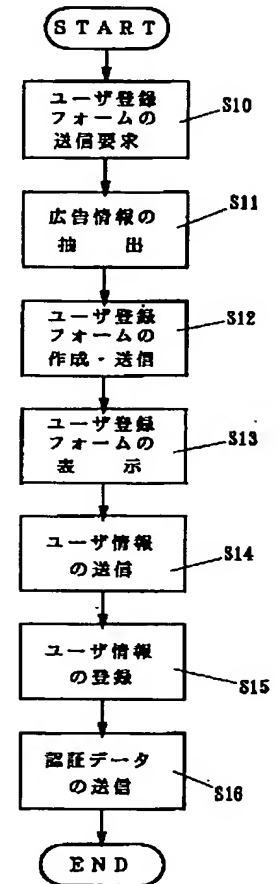 START
ユーザ登録
フォームの
送信要求
S10
広告情報の
抽出
S11
ユーザ登録
フォームの
作成・送信
S12
ユーザ登録
フォームの
表示
S13
ユーザ情報
の送信
S14
ユーザ情報
の登録
S15
認証データ
の送信
S16
END